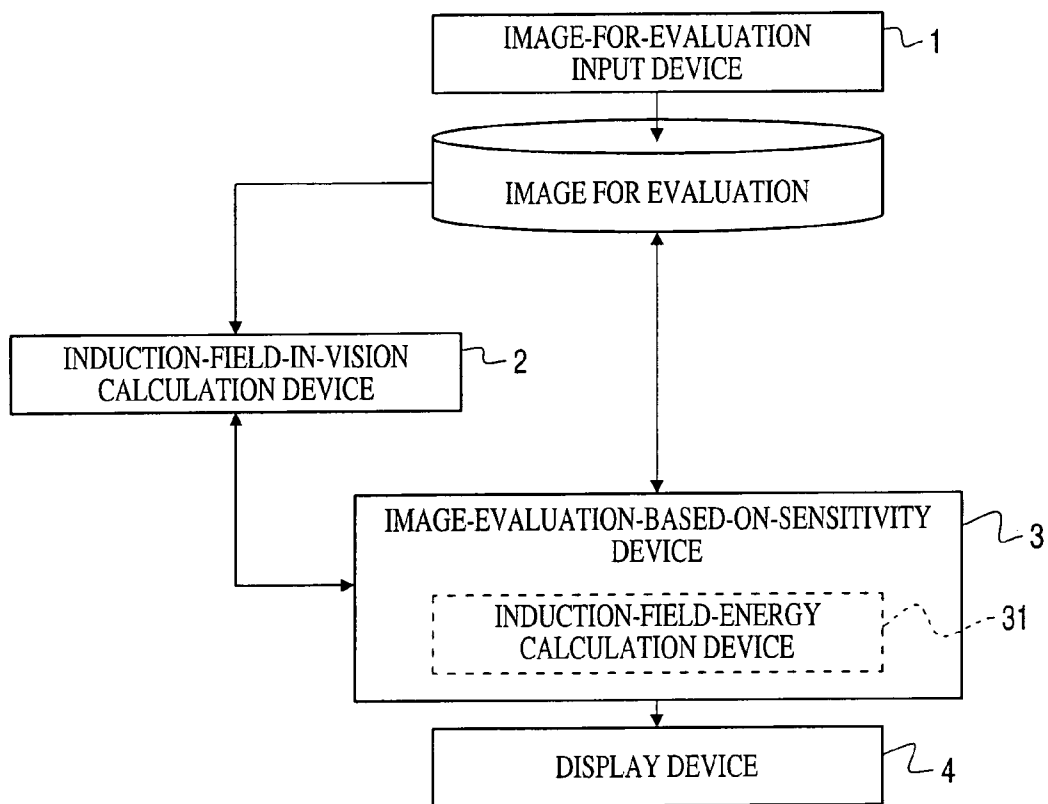 IMAGE-FOR-EVALUATION
INPUT DEVICE
1
IMAGE FOR EVALUATION
INDUCTION-FIELD-IN-VISION
CALCULATION DEVICE
2
IMAGE-EVALUATION-BASED-ON-SENSITIVITY
DEVICE
3
INDUCTION-FIELD-ENERGY
CALCULATION DEVICE
31
DISPLAY DEVICE
4